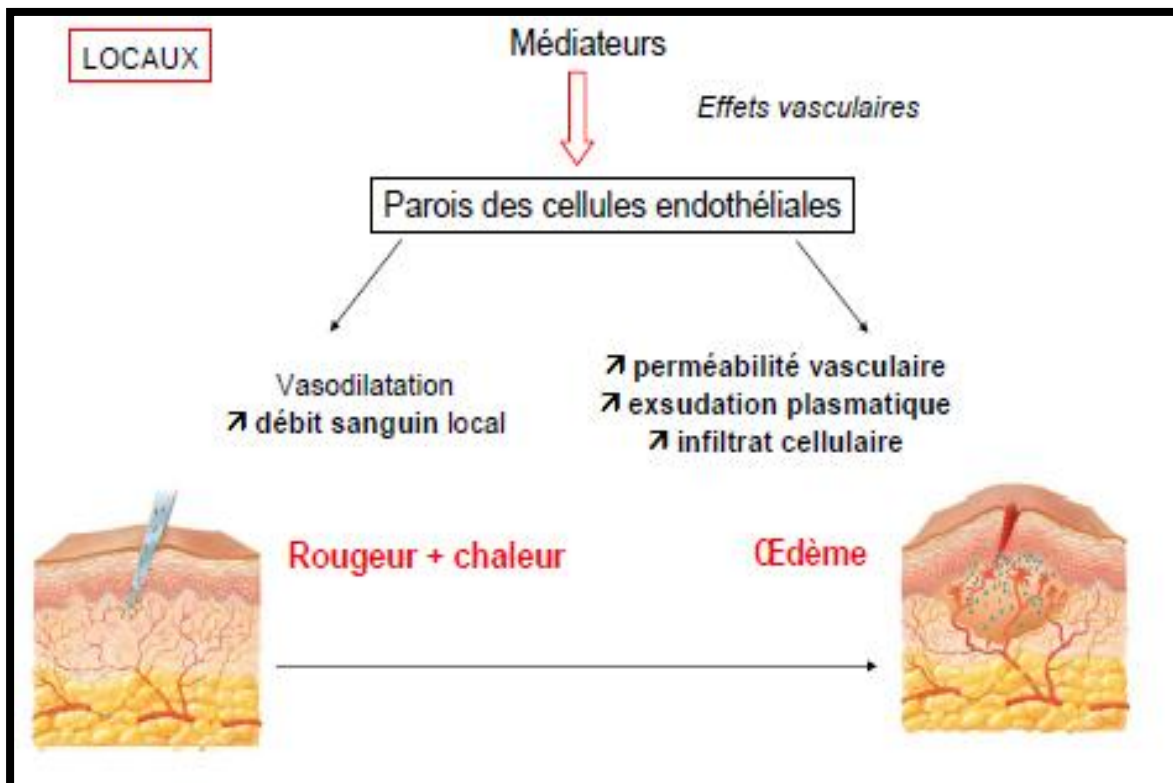 LOCAUX
Médiateurs
Effets vasculaires
Parois des cellules endothéliales
Vasodilatation
↗ débit sanguin local
↗ perméabilité vasculaire
↗ exsudation plasmatique
↗ infiltrat cellulaire
Rougeur + chaleur
Œdème